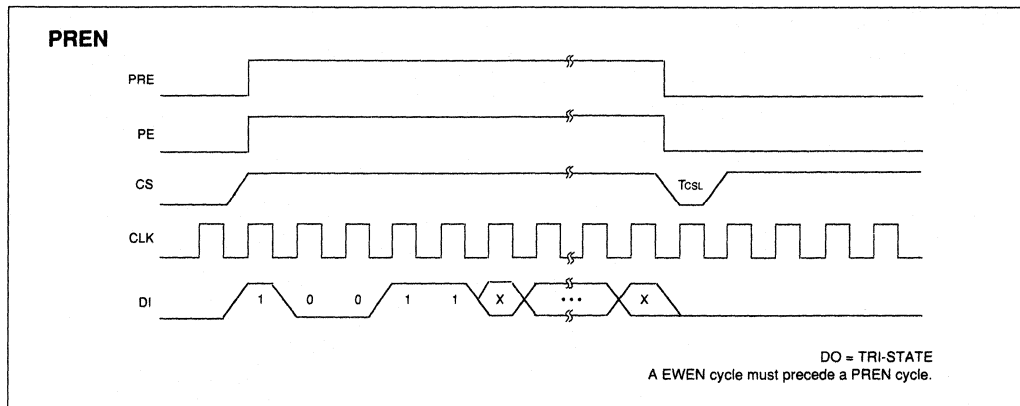 PREN
PRE
PE
CS
TCSL
CLK
DI 1 0 0 1 1 X ••• X
DO = TRI-STATE
A EWEN cycle must precede a PREN cycle.